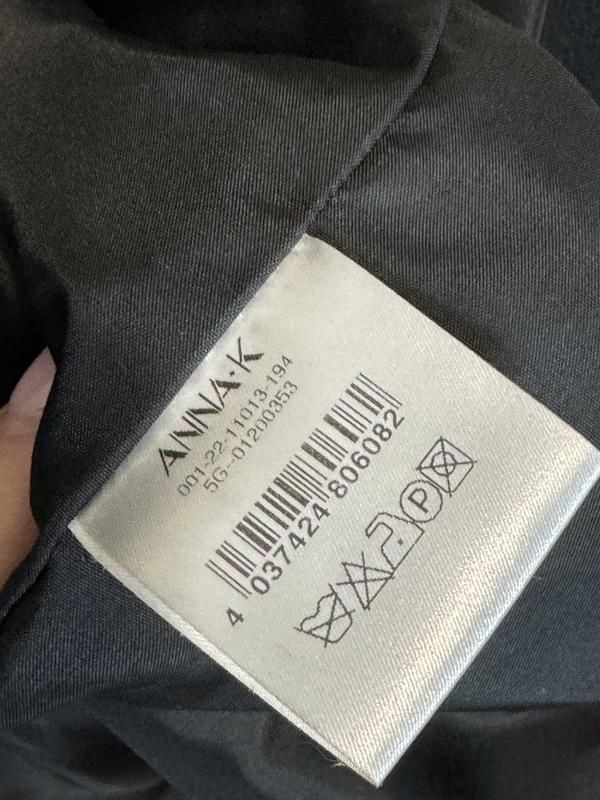 ANNA·K
001-22-11013-194
5G--01200353
4 037424 806082
P